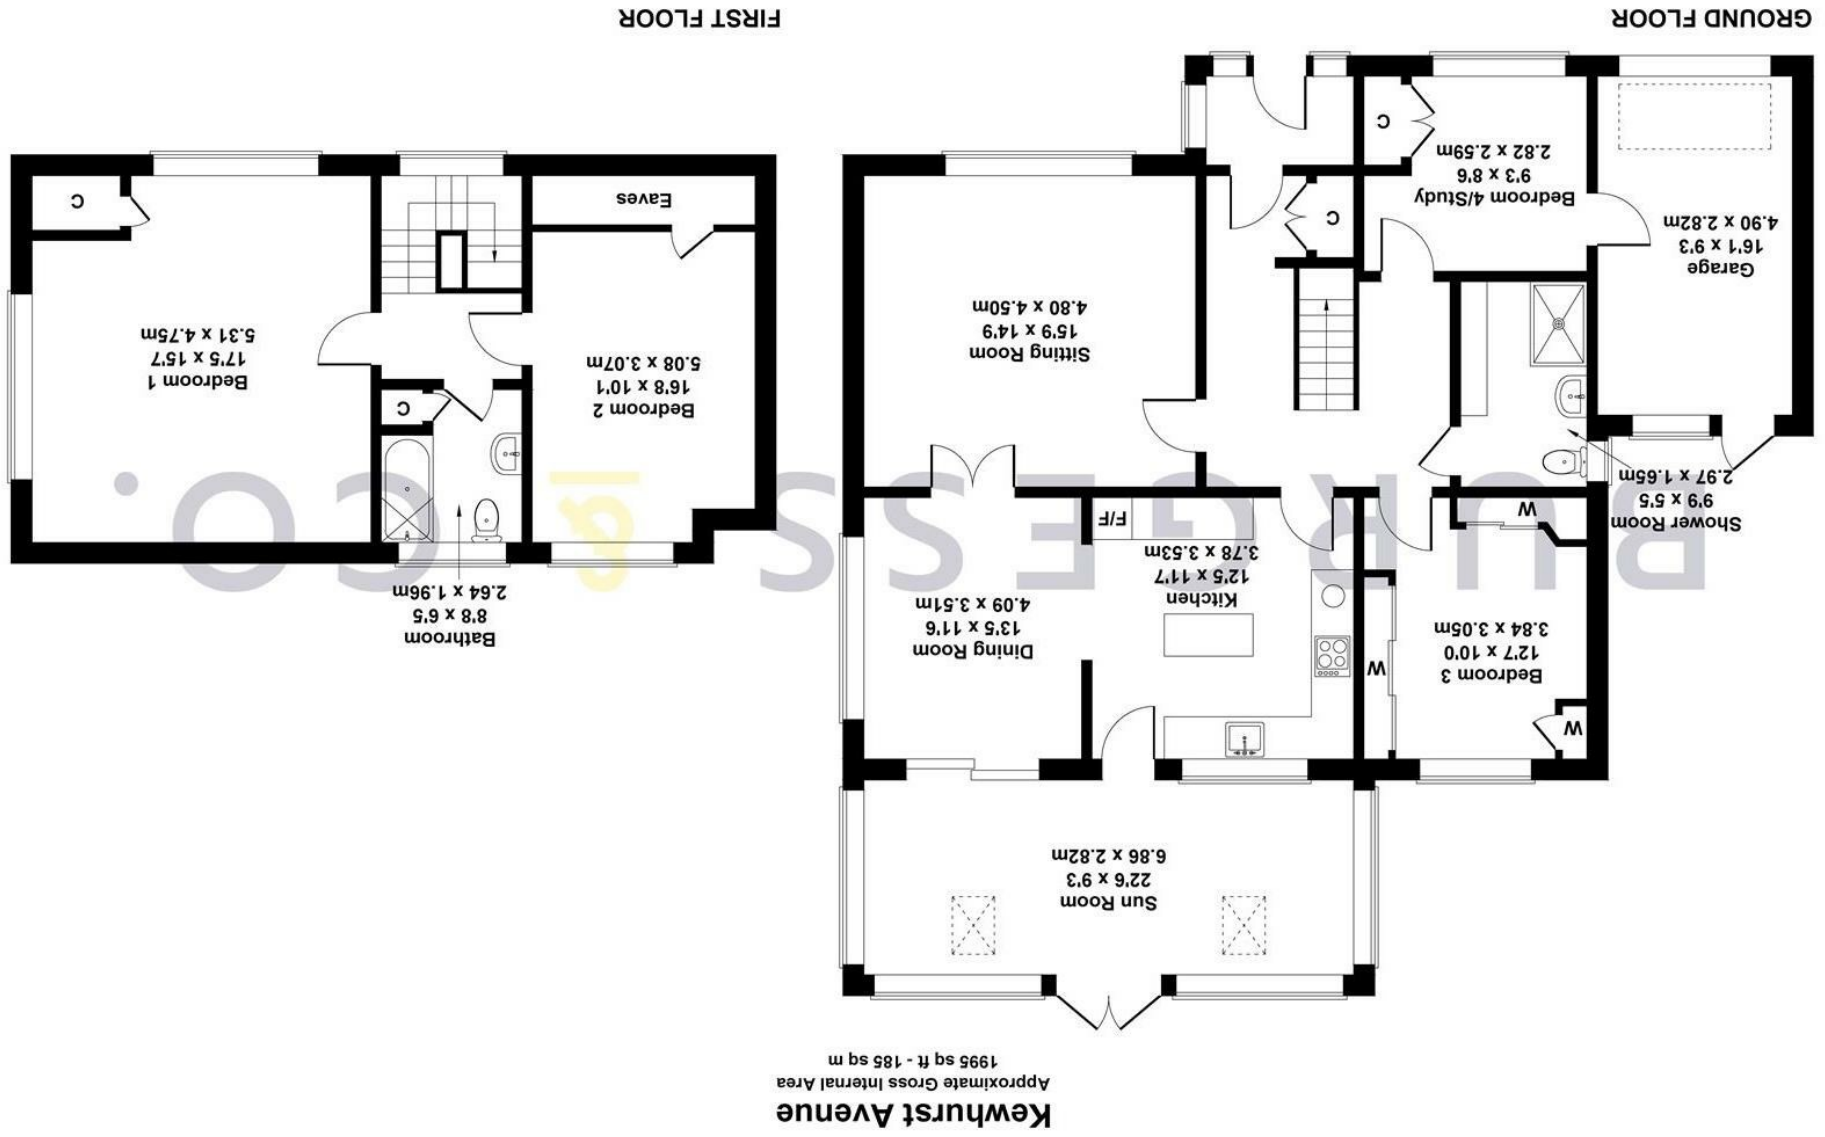 Kewhurst Avenue
Approximate Gross Internal Area
1995 sq ft - 185 sq m
Sun Room
22'6 x 9'3
6.86 x 2.82m
W
Bedroom 3
12'7 x 10'0
3.84 x 3.05m
W
W
Kitchen
12'5 x 11'7
3.78 x 3.53m
F/F
Dining Room
13'5 x 11'6
4.09 x 3.51m
BURGESS & CO.
Shower Room
9'9 x 5'5
2.97 x 1.65m
Sitting Room
15'9 x 14'9
4.80 x 4.50m
Garage
16'1 x 9'3
4.90 x 2.82m
Bedroom 4/Study
9'3 x 8'6
2.82 x 2.59m
C
C
GROUND FLOOR
Bathroom
8'8 x 6'5
2.64 x 1.96m
Bedroom 2
16'8 x 10'1
5.08 x 3.07m
C
Bedroom 1
17'5 x 15'7
5.31 x 4.75m
Eaves
C
FIRST FLOOR